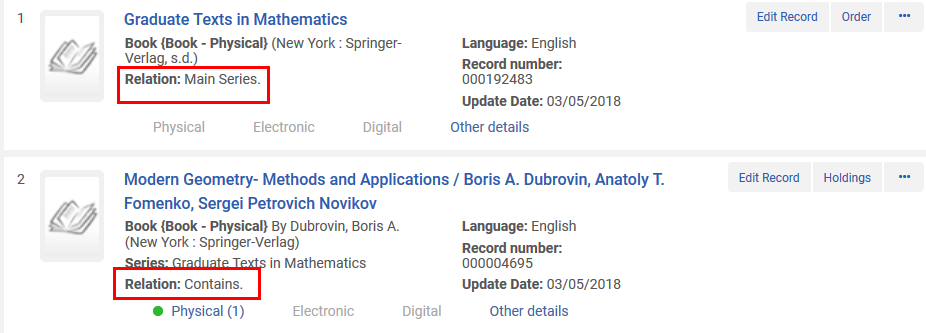 1
Graduate Texts in Mathematics
Edit Record
Order
Book {Book - Physical} (New York : Springer-
Verlag, s.d.)
Relation: Main Series.
Language: English
Record number:
000192483
Update Date: 03/05/2018
Physical Electronic Digital Other details
2
Modern Geometry- Methods and Applications / Boris A. Dubrovin, Anatoly T.
Fomenko, Sergei Petrovich Novikov
Edit Record
Holdings
Book {Book - Physical} By Dubrovin, Boris A.
(New York : Springer-Verlag)
Series: Graduate Texts in Mathematics
Relation: Contains.
Language: English
Record number:
000004695
Update Date: 03/05/2018
Physical (1) Electronic Digital Other details